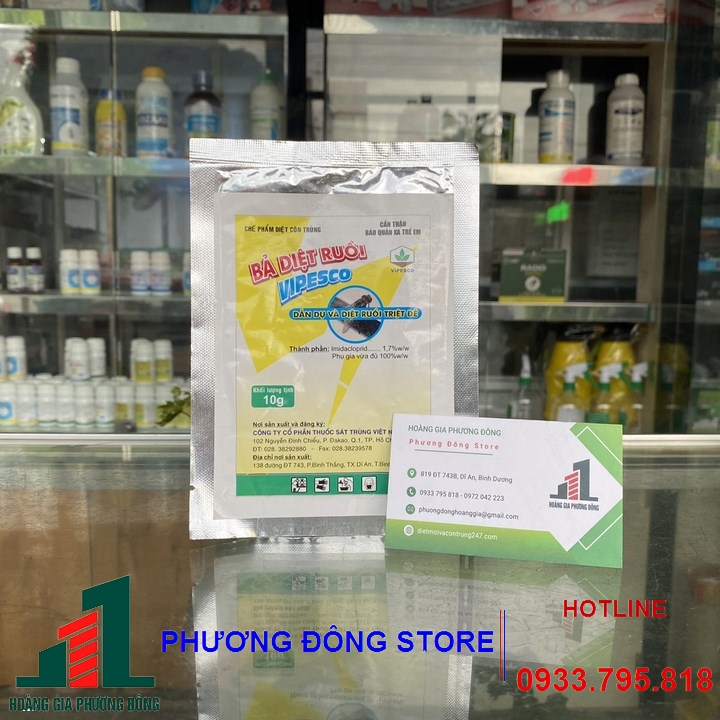 CHẾ PHẨM DIỆT CÔN TRÙNG
CẨN THẬN
BẢO QUẢN XA TRẺ EM
BẢ DIỆT RUỒI
VIPESCO
VIPESCO
DẪN DỤ VÀ DIỆT RUỒI TRIỆT ĐỂ
Thành phần: Imidacloprid....... 1,7%w/w
Phụ gia vừa đủ 100%w/w
Khối lượng tịnh
10g
Nơi sản xuất và đăng ký:
CÔNG TY CỔ PHẦN THUỐC SÁT TRÙNG VIỆT N
102 Nguyễn Đình Chiểu, P. Đakao, Q.1, TP. Hồ C
ĐT: 028. 38292880 - Fax: 028.38239578
Địa chỉ nơi sản xuất:
138 đường ĐT 743, P.Bình Thắng, TX.Dĩ An, T.Bình
HOÀNG GIA PHƯƠNG ĐÔNG
Phương Đông Store
819 ĐT 743B, Dĩ An, Bình Dương
0933 795 818 - 0972 042 223
phuongdonghoanggia@gmail.com
dietmoivacontrung247.com
HOÀNG GIA PHƯƠNG ĐÔNG
RADO
HOÀNG GIA PHƯƠNG ĐÔNG
PHƯƠNG ĐÔNG STORE
HOTLINE
0933.795.818